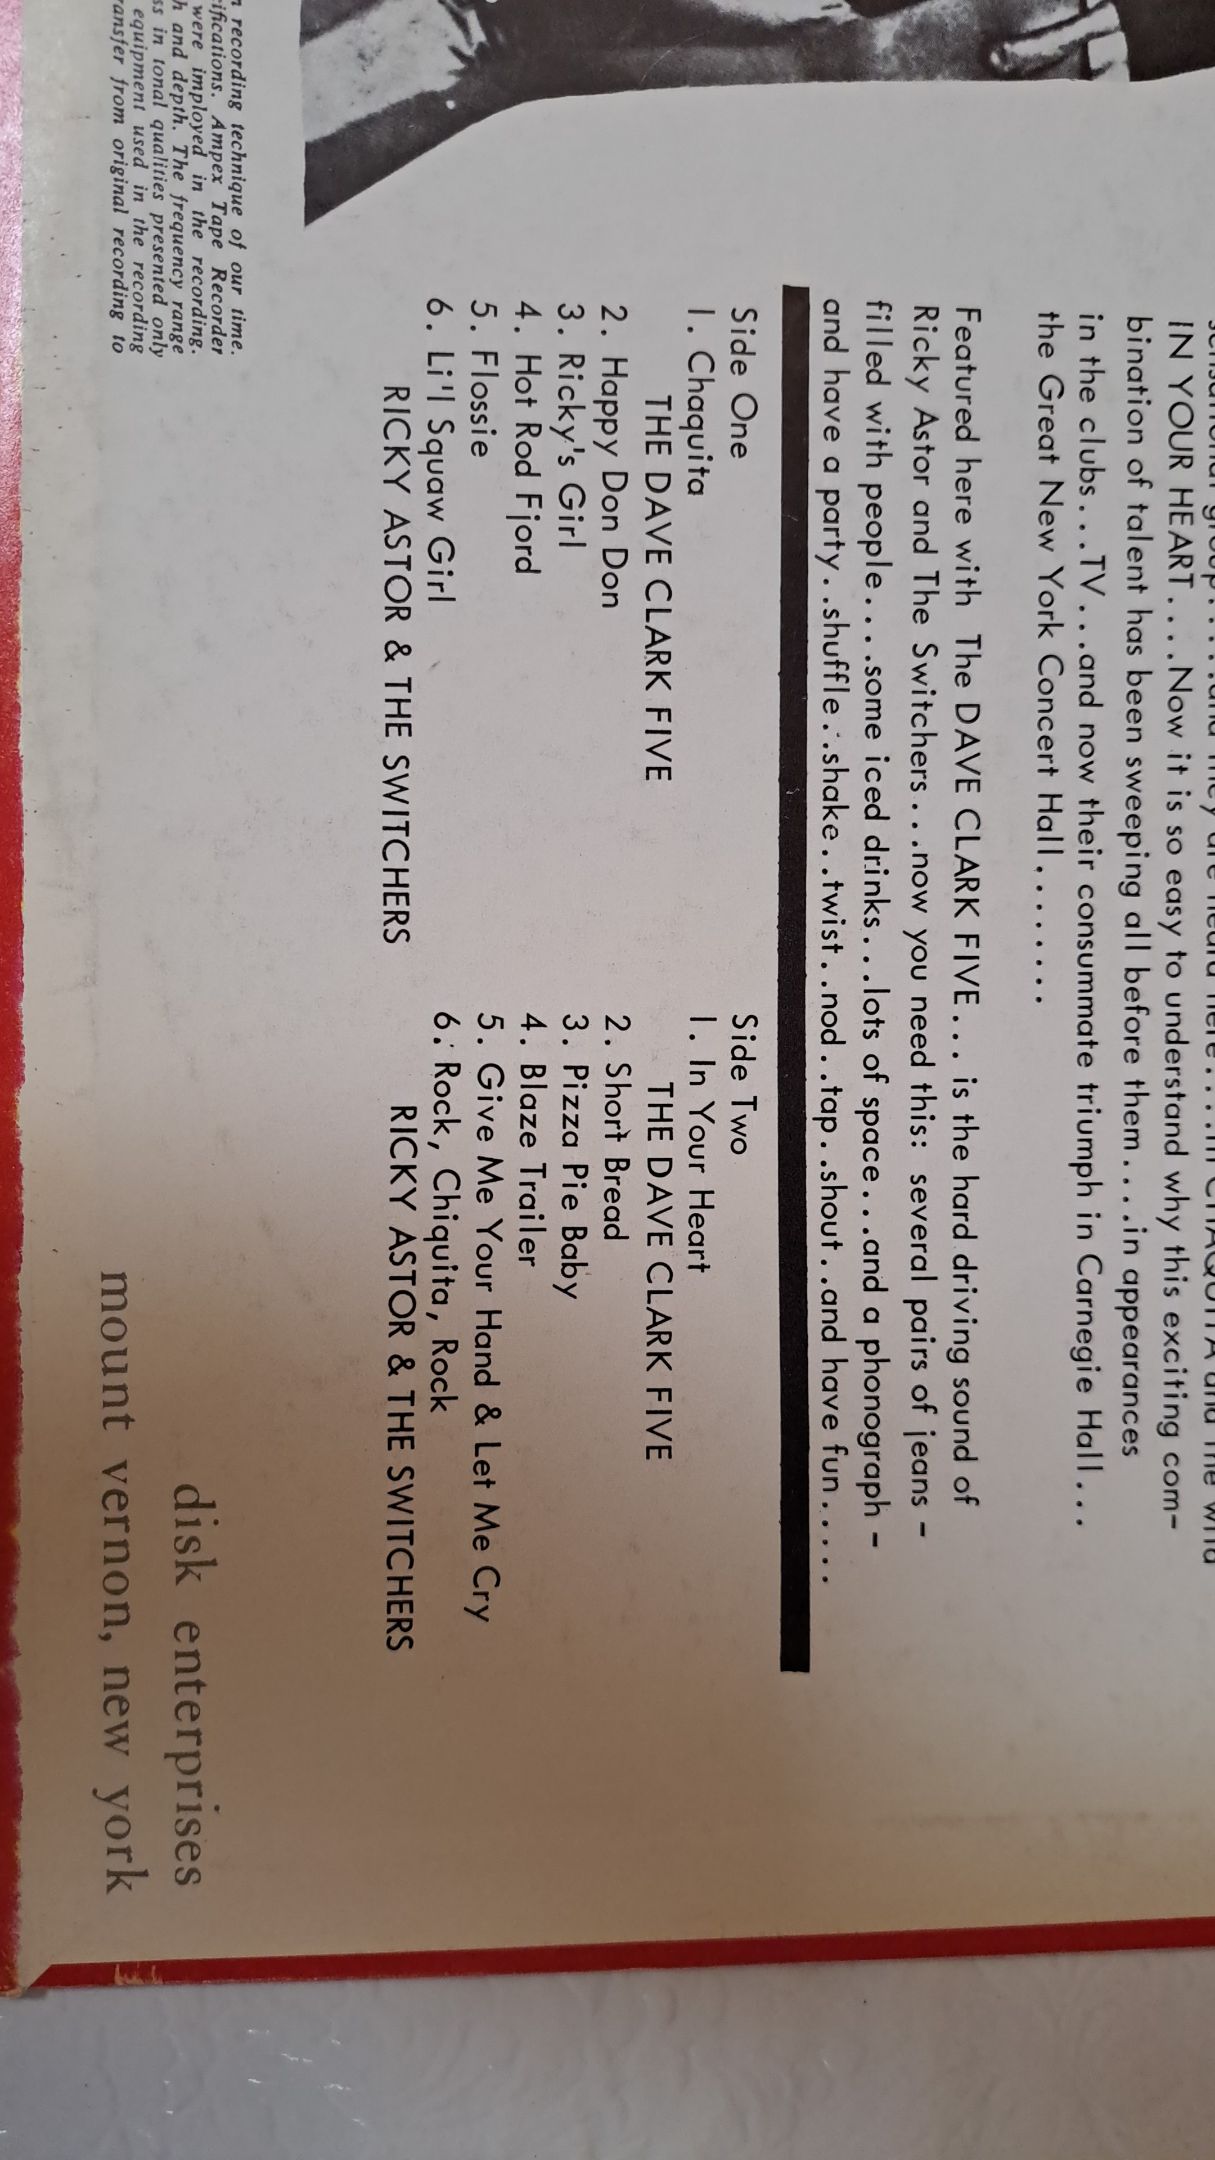 IN YOUR HEART....Now it is so easy to understand why this exciting com-
bination of talent has been sweeping all before them....in appearances
in the clubs...TV...and now their consummate triumph in Carnegie Hall...
the Great New York Concert Hall.......
Featured here with The DAVE CLARK FIVE... is the hard driving sound of
Ricky Astor and The Switchers...now you need this: several pairs of jeans -
filled with people....some iced drinks...lots of space...and a phonograph -
and have a party..shuffle..shake..twist..nod..tap..shout..and have fun.....
Side One
1. Chaquita
THE DAVE CLARK FIVE
2. Happy Don Don
3. Ricky's Girl
4. Hot Rod Fjord
5. Flossie
6. Li'l Squaw Girl
RICKY ASTOR & THE SWITCHERS
Side Two
1. In Your Heart
THE DAVE CLARK FIVE
2. Short Bread
3. Pizza Pie Baby
4. Blaze Trailer
5. Give Me Your Hand & Let Me Cry
6. Rock, Chiquita, Rock
RICKY ASTOR & THE SWITCHERS
recording technique of our time.
Ampex Tape Recorder
were imployed in the recording.
and depth. The frequency range
in tonal qualities presented only
equipment used in the recording
from original recording to
disk enterprises
mount vernon, new york